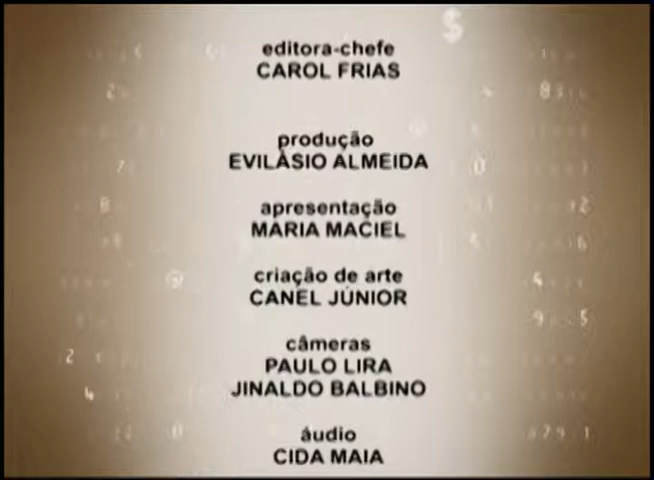 editora-chefe
CAROL FRIAS
produção
EVILÁSIO ALMEIDA
apresentação
MARIA MACIEL
criação de arte
CANEL JÚNIOR
câmeras
PAULO LIRA
JINALDO BALBINO
áudio
CIDA MAIA